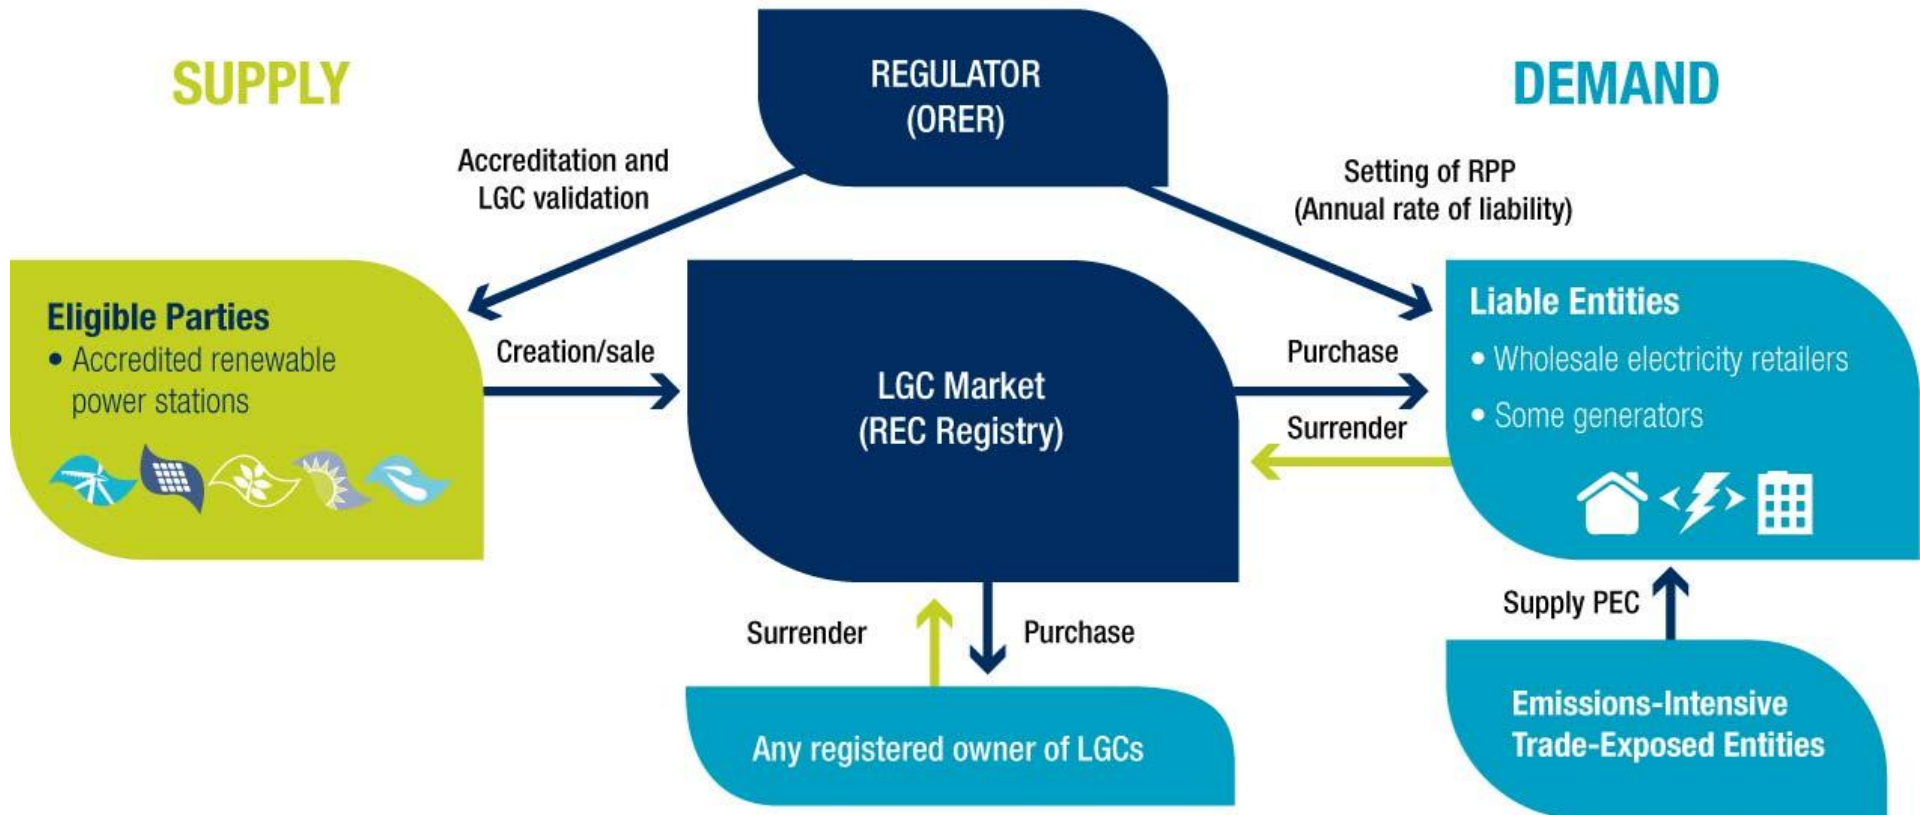 SUPPLY
REGULATOR
(ORER)
DEMAND
Accreditation and
LGC validation
Setting of RPP
(Annual rate of liability)
Eligible Parties
• Accredited renewable
power stations
Creation/sale
LGC Market
(REC Registry)
Purchase
Surrender
Liable Entities
• Wholesale electricity retailers
• Some generators
Surrender
Purchase
Supply PEC
Any registered owner of LGCs
Emissions-Intensive
Trade-Exposed Entities